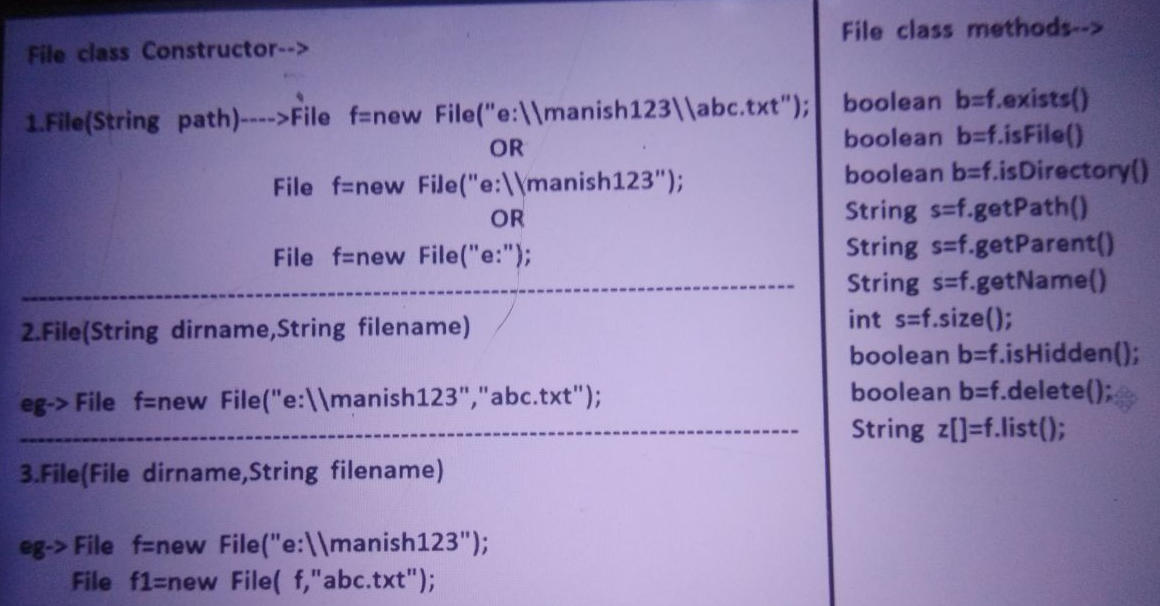 File class Constructor-->
1.File(String path)---->File f=new File("e:\\manish123\\abc.txt");
OR
File f=new File("e:\\manish123");
OR
File f=new File("e:");
2.File(String dirname,String filename)
eg-> File f=new File("e:\\manish123","abc.txt");
3.File(File dirname,String filename)
eg-> File f=new File("e:\\manish123");
File f1=new File( f,"abc.txt");
File class methods-->
boolean b=f.exists()
boolean b=f.isFile()
boolean b=f.isDirectory()
String s=f.getPath()
String s=f.getParent()
String s=f.getName()
int s=f.size();
boolean b=f.isHidden();
boolean b=f.delete();
String z[]=f.list();